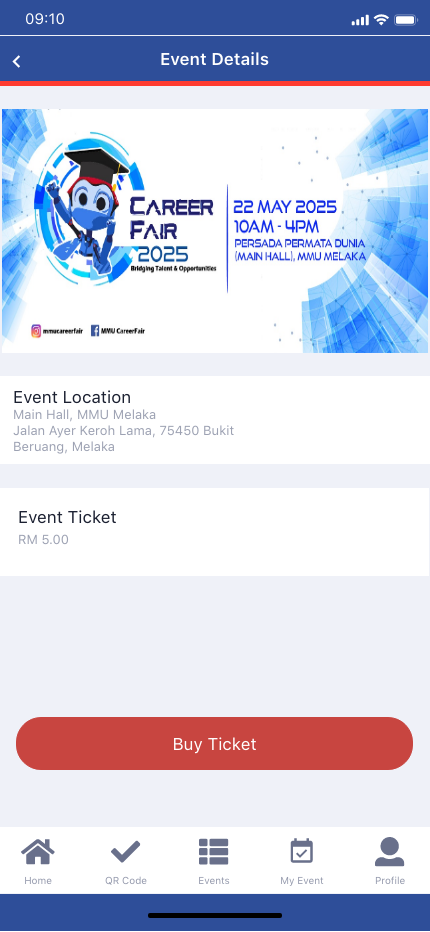 09:10
Event Details
CAREER
FAIR
2025
Bridging Talent & Opportunities
22 MAY 2025
10AM - 4PM
PERSADA PERMATA DUNIA
(MAIN HALL), MMU MELAKA
mmucareerfair
MMU CareerFair
Event Location
Main Hall, MMU Melaka
Jalan Ayer Keroh Lama, 75450 Bukit
Beruang, Melaka
Event Ticket
RM 5.00
Buy Ticket
Home
QR Code
Events
My Event
Profile